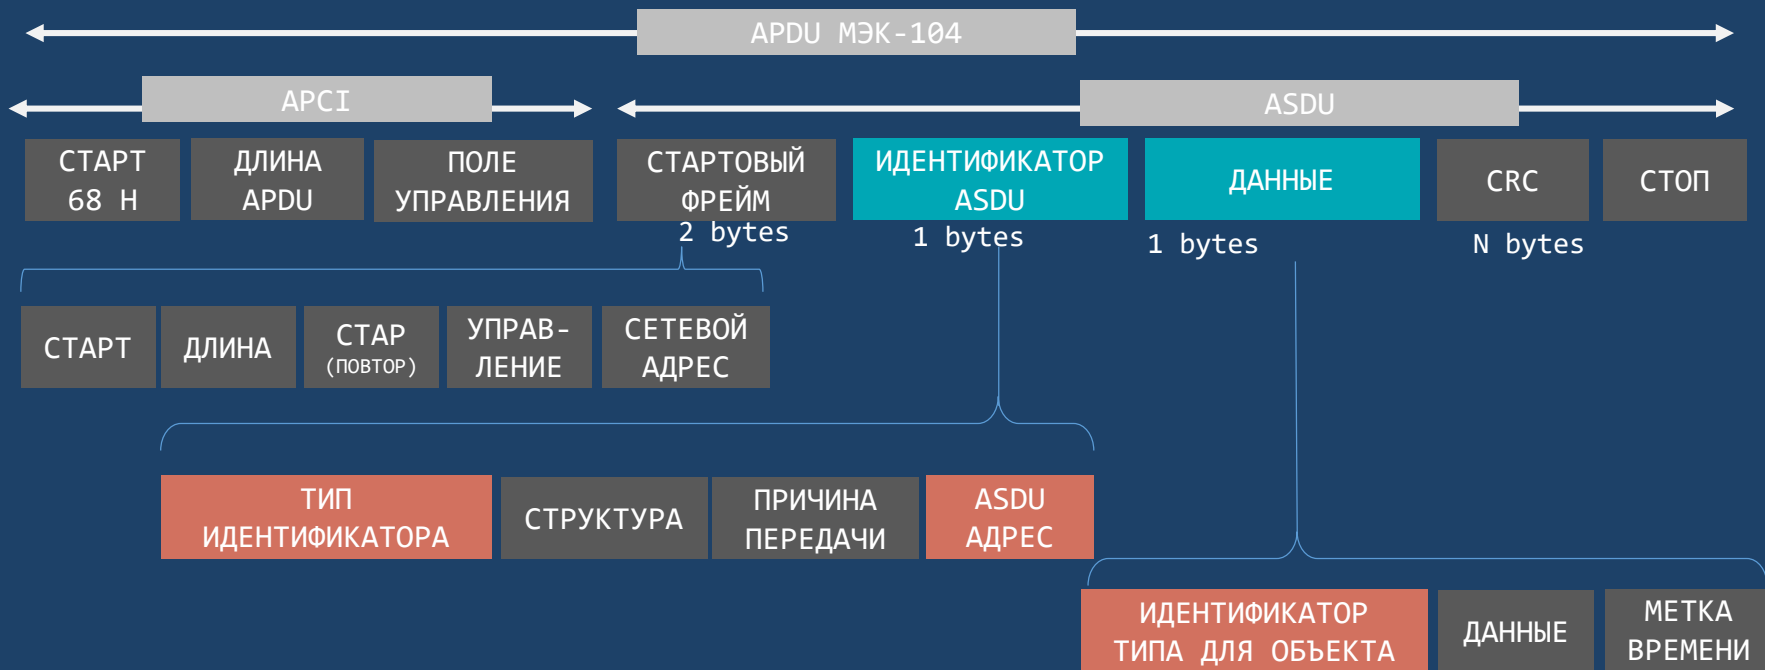 APDU МЭК-104
APCI
ASDU
СТАРТ
68 H
ДЛИНА
APDU
ПОЛЕ
УПРАВЛЕНИЯ
СТАРТОВЫЙ
ФРЕЙМ
ИДЕНТИФИКАТОР
ASDU
ДАННЫЕ
CRC
СТОП
2 bytes
1 bytes
1 bytes
N bytes
СТАРТ
ДЛИНА
СТАР
(ПОВТОР)
УПРАВ-
ЛЕНИЕ
СЕТЕВОЙ
АДРЕС
ТИП
ИДЕНТИФИКАТОРА
СТРУКТУРА
ПРИЧИНА
ПЕРЕДАЧИ
ASDU
АДРЕС
ИДЕНТИФИКАТОР
ТИПА ДЛЯ ОБЪЕКТА
ДАННЫЕ
МЕТКА
ВРЕМЕНИ